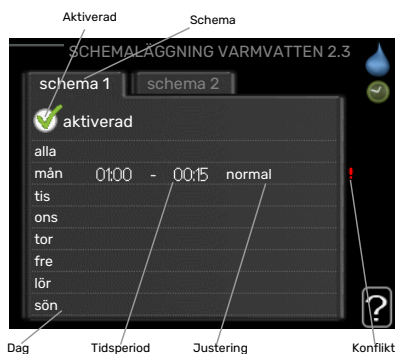 Aktiverad
Schema
SCHEMALÄGGNING VARMVATTEN 2.3
schema 1
schema 2
aktiverad
alla
mån 01:00 - 00:15 normal !
tis
ons
tor
fre
lör
sön
?
Dag
Tidsperiod
Justering
Konflikt